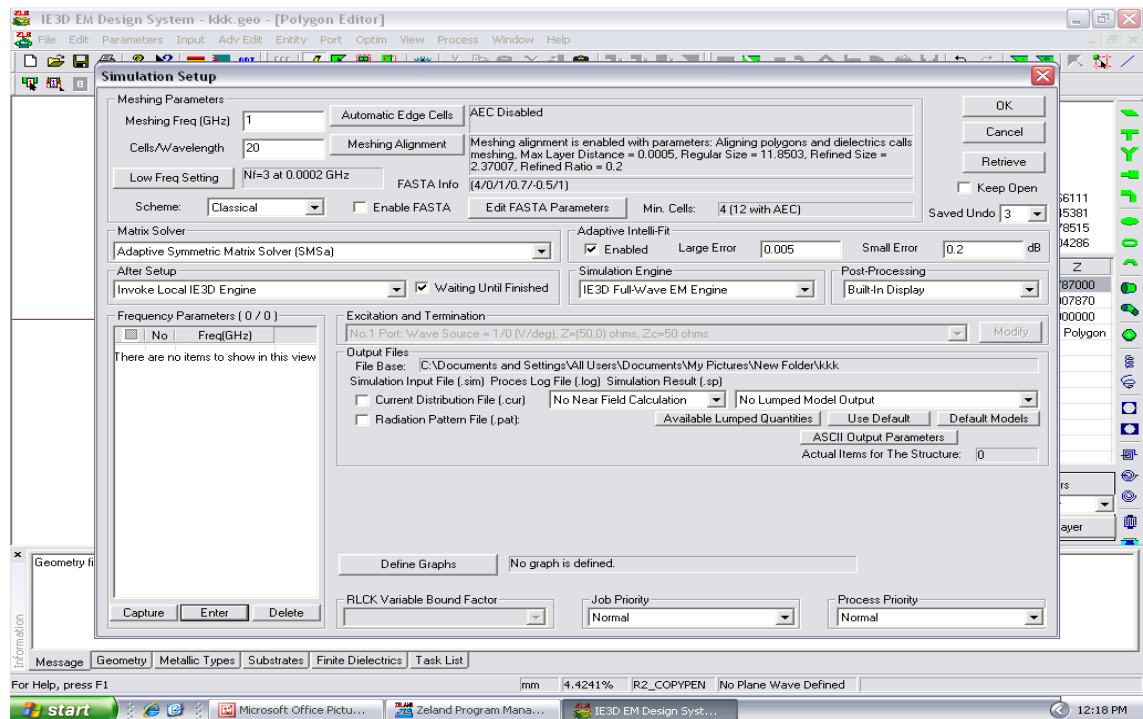 IE3D EM Design System - kkk.geo - [Polygon Editor]
File Edit Parameters Input Adv Edit Entity Port Optim View Process Window Help
Simulation Setup
Meshing Parameters
Meshing Freq (GHz) 1
Automatic Edge Cells AEC Disabled
OK
Cells/Wavelength 20
Meshing Alignment
Meshing alignment is enabled with parameters: Aligning polygons and dielectrics calls
meshing, Max Layer Distance = 0.0005, Regular Size = 11.8503, Refined Size =
2.37007, Refined Ratio = 0.2
Cancel
Retrieve
Low Freq Setting Nf=3 at 0.0002 GHz
FASTA Info (4/0/1/0.7/-0.5/1)
Keep Open
Scheme: Classical
Enable FASTA Edit FASTA Parameters Min. Cells: 4 (12 with AEC)
Saved Undo 3
66111
45381
78515
04286
Matrix Solver
Adaptive Symmetric Matrix Solver (SMSa)
Adaptive Intelli-Fit
Enabled Large Error 0.005 Small Error 0.2 dB
After Setup
Invoke Local IE3D Engine
Waiting Until Finished
Simulation Engine
IE3D Full-Wave EM Engine
Post-Processing
Built-In Display
Z
787000
007870
000000
Polygon
Frequency Parameters ( 0 / 0 )
No Freq(GHz)
There are no items to show in this view
Excitation and Termination
No.1 Port: Wave Source = 1/0 (V/deg), Z=(50,0) ohms, Zc=50 ohms
Modify
Output Files
File Base: C:\Documents and Settings\All Users\Documents\My Pictures\New Folder\kkk
Simulation Input File (.sim) Proces Log File (.log) Simulation Result (.sp)
Current Distribution File (.cur) No Near Field Calculation No Lumped Model Output
Radiation Pattern File (.pat): Available Lumped Quantities Use Default Default Models
ASCII Output Parameters
Actual Items for The Structure: 0
rs
ayer
Define Graphs No graph is defined.
Geometry fi
Capture Enter Delete
RLCK Variable Bound Factor
Job Priority
Normal
Process Priority
Normal
Information
Message Geometry Metallic Types Substrates Finite Dielectrics Task List
For Help, press F1 mm 4.4241% R2_COPYPEN No Plane Wave Defined
start Microsoft Office Pictu... Zeland Program Mana... IE3D EM Design Syst... 12:18 PM